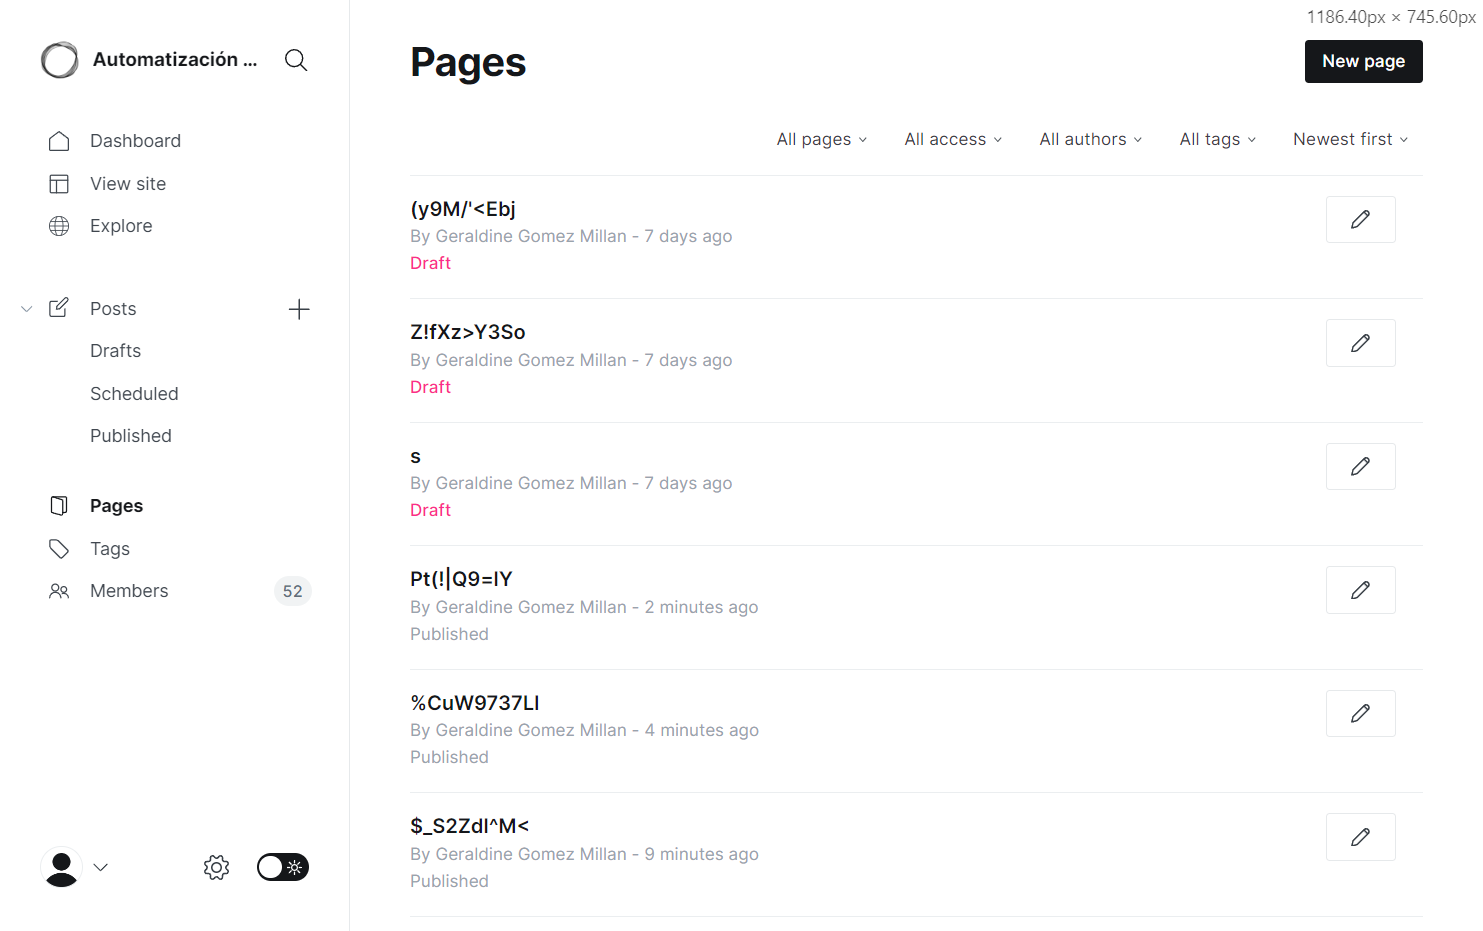 1186.40px × 745.60px
Automatización ...
Dashboard
View site
Explore
Posts
Drafts
Scheduled
Published
Pages
Tags
Members 52
Pages
New page
All pages All access All authors All tags Newest first
(y9M/'<Ebj
By Geraldine Gomez Millan - 7 days ago
Draft
Z!fXz>Y3So
By Geraldine Gomez Millan - 7 days ago
Draft
s
By Geraldine Gomez Millan - 7 days ago
Draft
Pt(!|Q9=IY
By Geraldine Gomez Millan - 2 minutes ago
Published
%CuW9737LI
By Geraldine Gomez Millan - 4 minutes ago
Published
$_S2ZdI^M<
By Geraldine Gomez Millan - 9 minutes ago
Published